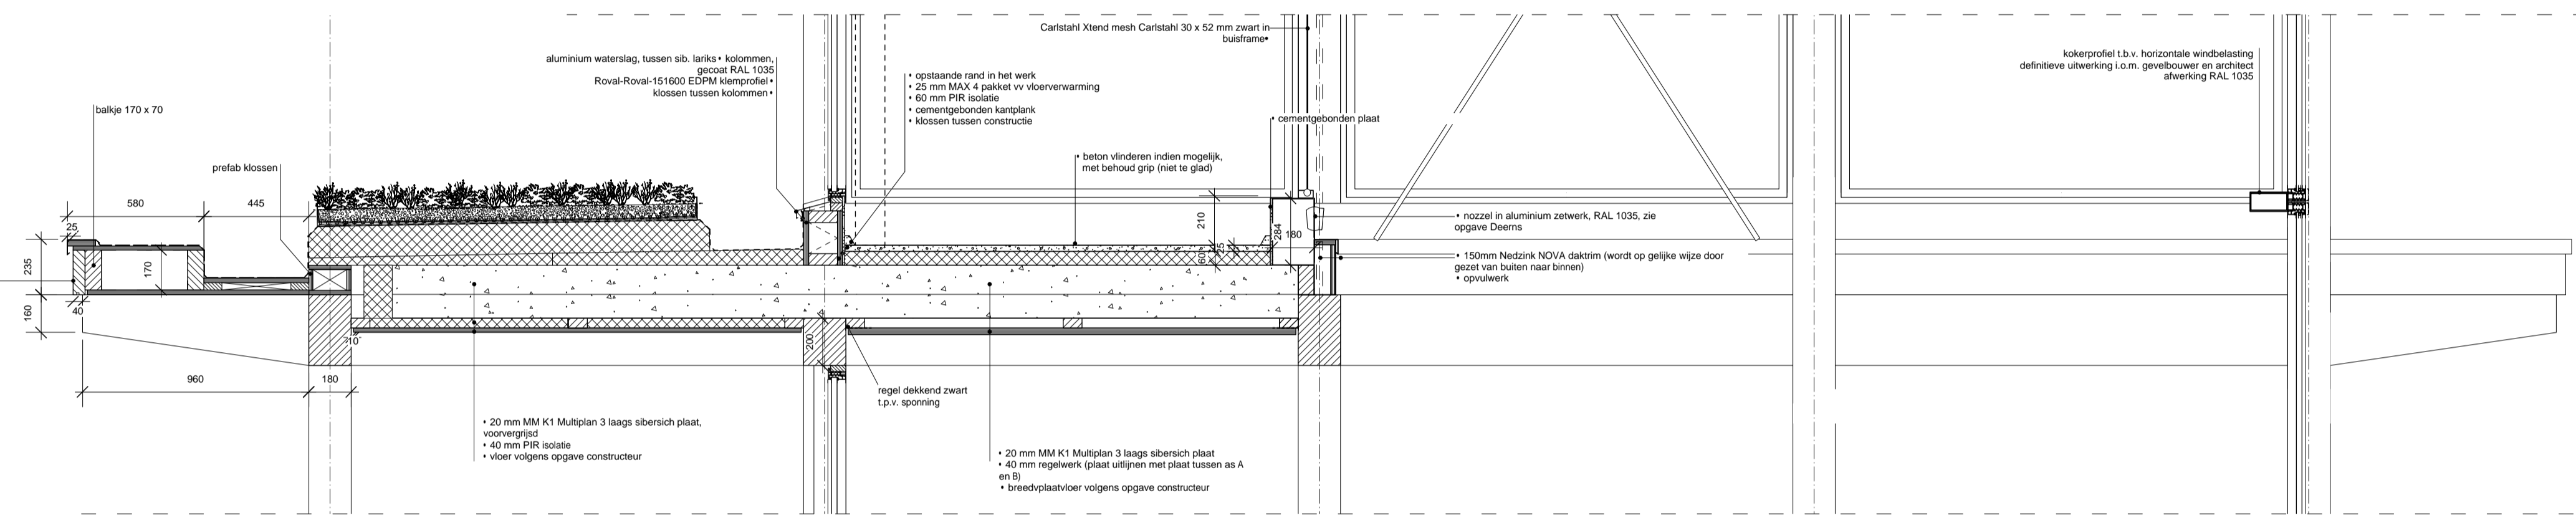 Carlstahl Xtend mesh Carlstahl 30 x 52 mm zwart in
buisframe•
aluminium waterslag, tussen sib. lariks• kolommen,
gecoat RAL 1035
Roval-Roval-151600 EDPM klemprofiel•
klossen tussen kolommen•
• opstaande rand in het werk
• 25 mm MAX 4 pakket vv vloerverwarming
• 60 mm PIR isolatie
• cementgebonden kantplank
• klossen tussen constructie
kokerprofiel t.b.v. horizontale windbelasting
definitieve uitwerking i.o.m. gevelbouwer en architect
afwerking RAL 1035
balkje 170 x 70
• cementgebonden plaat
prefab klossen
• beton vlinderen indien mogelijk,
met behoud grip (niet te glad)
580
445
25
235
170
40
160
210
284
180
25
60
• nozzel in aluminium zetwerk, RAL 1035, zie
opgave Deerns
• 150mm Nedzink NOVA daktrim (wordt op gelijke wijze door
gezet van buiten naar binnen)
• opvulwerk
10
200
960
180
regel dekkend zwart
t.p.v. sponning
• 20 mm MM K1 Multiplan 3 laags sibersich plaat,
voorvergrijsd
• 40 mm PIR isolatie
• vloer volgens opgave constructeur
• 20 mm MM K1 Multiplan 3 laags sibersich plaat
• 40 mm regelwerk (plaat uitlijnen met plaat tussen as A
en B)
• breedvplaatvloer volgens opgave constructeur